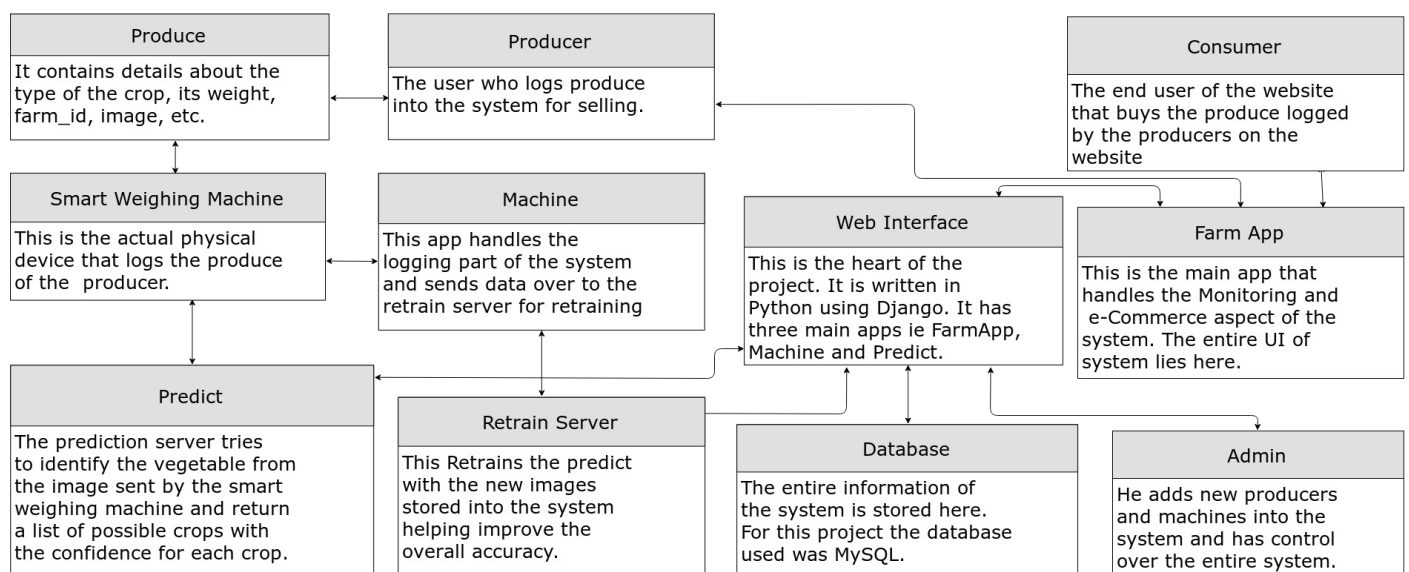 Produce
It contains details about the
type of the crop, its weight,
farm_id, image, etc.
Producer
The user who logs produce
into the system for selling.
Consumer
The end user of the website
that buys the produce logged
by the producers on the
website
Smart Weighing Machine
This is the actual physical
device that logs the produce
of the  producer.
Machine
This app handles the
logging part of the system
and sends data over to the
retrain server for retraining
Web Interface
This is the heart of the
project. It is written in
Python using Django. It has
three main apps ie FarmApp,
Machine and Predict.
Farm App
This is the main app that
handles the Monitoring and
e-Commerce aspect of the
system. The entire UI of
system lies here.
Predict
The prediction server tries
to identify the vegetable from
the image sent by the smart
weighing machine and return
a list of possible crops with
the confidence for each crop.
Retrain Server
This Retrains the predict
with the new images
stored into the system
helping improve the
overall accuracy.
Database
The entire information of
the system is stored here.
For this project the database
used was MySQL.
Admin
He adds new producers
and machines into the
system and has control
over the entire system.